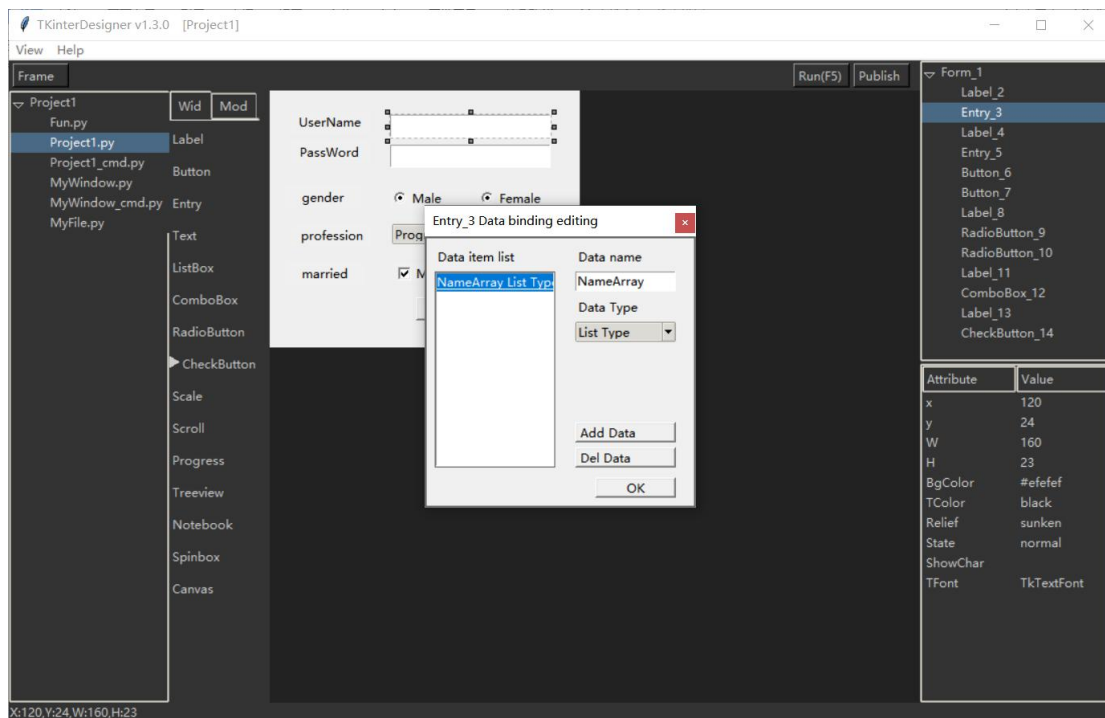 TKinterDesigner v1.3.0 [Project1]
View Help
Frame
Run(F5) Publish
Project1
Fun.py
Project1.py
Project1_cmd.py
MyWindow.py
MyWindow_cmd.py
MyFile.py
Wid Mod
Label
Button
Entry
Text
ListBox
ComboBox
RadioButton
CheckButton
Scale
Scroll
Progress
Treeview
Notebook
Spinbox
Canvas
UserName
PassWord
gender Male Female
profession Prog
married M
Entry_3 Data binding editing
Data item list
NameArray List Type
Data name
NameArray
Data Type
List Type
Add Data
Del Data
OK
Form_1
Label_2
Entry_3
Label_4
Entry_5
Button_6
Button_7
Label_8
RadioButton_9
RadioButton_10
Label_11
ComboBox_12
Label_13
CheckButton_14
Attribute Value
x 120
y 24
W 160
H 23
BgColor #efefef
TColor black
Relief sunken
State normal
ShowChar
TFont TkTextFont
X:120,Y:24,W:160,H:23